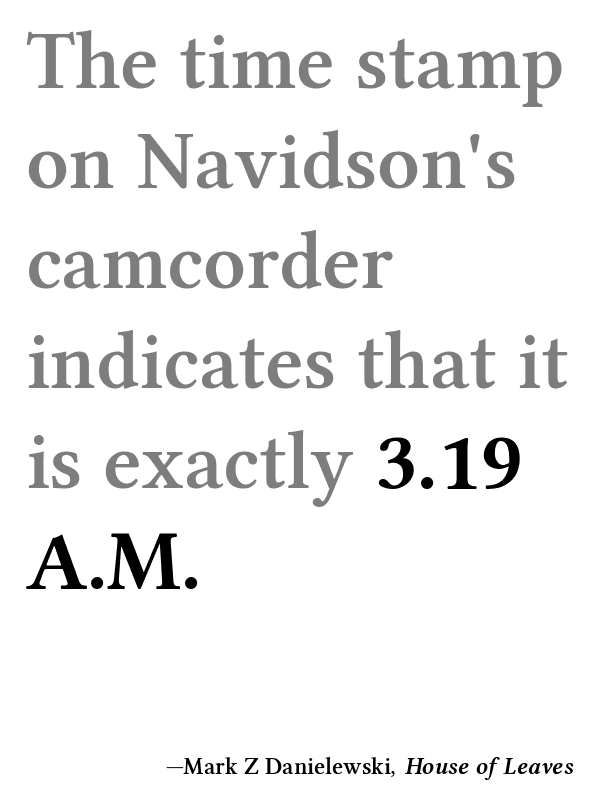 The time stamp
on Navidson's
camcorder
indicates that it
is exactly 3.19
A.M.
—Mark Z Danielewski, House of Leaves